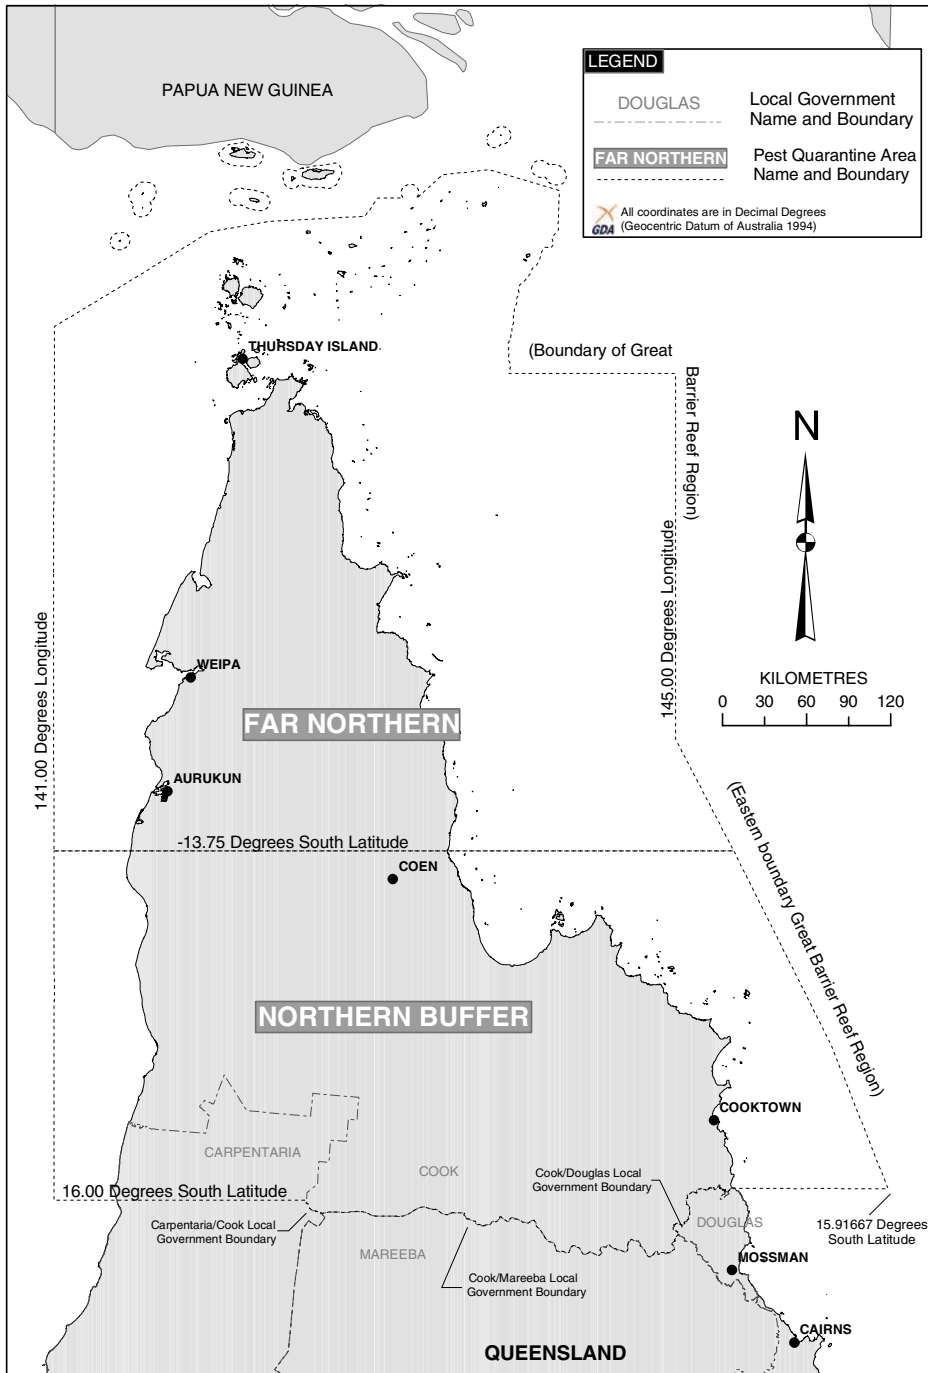 PAPUA NEW GUINEA
LEGEND
DOUGLAS
Local Government
Name and Boundary
FAR NORTHERN
Pest Quarantine Area
Name and Boundary
GDA
All coordinates are in Decimal Degrees
(Geocentric Datum of Australia 1994)
THURSDAY ISLAND
(Boundary of Great
Barrier Reef Region)
N
141.00 Degrees Longitude
145.00 Degrees Longitude
WEIPA
KILOMETRES
0 30 60 90 120
FAR NORTHERN
AURUKUN
(Eastern boundary Great Barrier Reef Region)
-13.75 Degrees South Latitude
COEN
NORTHERN BUFFER
COOKTOWN
CARPENTARIA
COOK
Cook/Douglas Local
Government Boundary
16.00 Degrees South Latitude
DOUGLAS
15.91667 Degrees
South Latitude
Carpentaria/Cook Local
Government Boundary
MAREEBA
MOSSMAN
Cook/Mareeba Local
Government Boundary
CAIRNS
QUEENSLAND